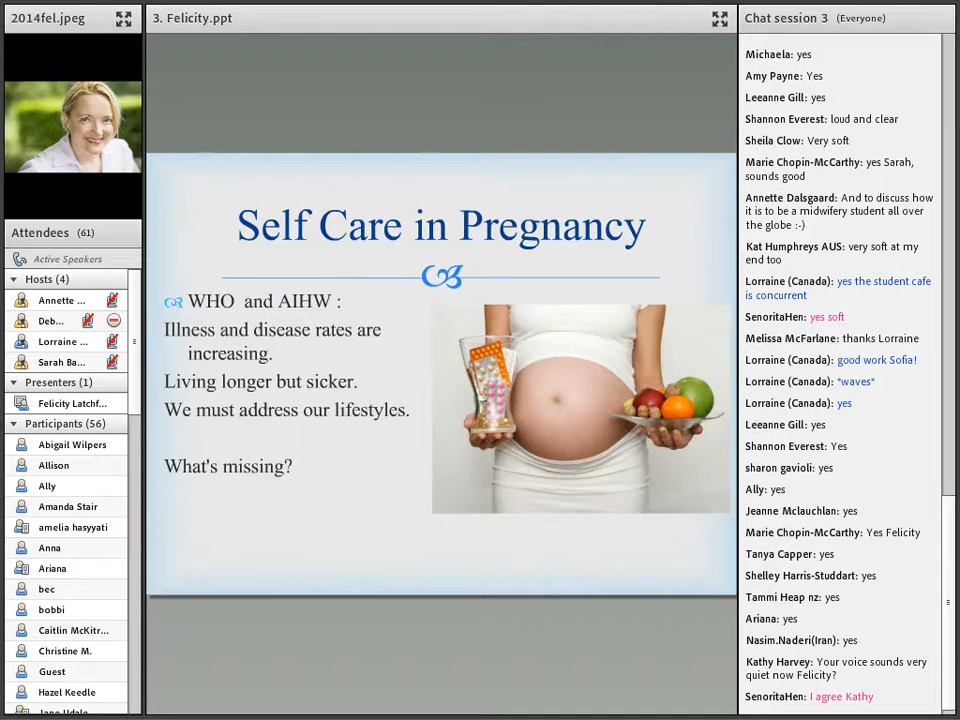 2014fel.jpeg
Attendees (61)
Active Speakers
Hosts (4)
Annette ...
Deb...
Lorraine ...
Sarah Ba...
Presenters (1)
Felicity Latchf...
Participants (56)
Abigail Wilpers
Allison
Ally
Amanda Stair
amelia hasyyati
Anna
Ariana
bec
bobbi
Caitlin McKitr...
Christine M.
Guest
Hazel Keedle
3. Felicity.ppt
Self Care in Pregnancy
WHO and AIHW :
Illness and disease rates are
increasing.
Living longer but sicker.
We must address our lifestyles.
What's missing?
Chat session 3 (Everyone)
Michaela: yes
Amy Payne: Yes
Leeanne Gill: yes
Shannon Everest: loud and clear
Sheila Clow: Very soft
Marie Chopin-McCarthy: yes Sarah,
sounds good
Annette Dalsgaard: And to discuss how
it is to be a midwifery student all over
the globe :-)
Kat Humphreys AUS: very soft at my
end too
Lorraine (Canada): yes the student cafe
is concurrent
SenoritaHen: yes soft
Melissa McFarlane: thanks Lorraine
Lorraine (Canada): good work Sofia!
Lorraine (Canada): *waves*
Lorraine (Canada): yes
Leeanne Gill: yes
Shannon Everest: Yes
sharon gavioli: yes
Ally: yes
Jeanne Mclauchlan: yes
Marie Chopin-McCarthy: Yes Felicity
Tanya Capper: yes
Shelley Harris-Studdart: yes
Tammi Heap nz: yes
Ariana: yes
Nasim.Naderi(Iran): yes
Kathy Harvey: Your voice sounds very
quiet now Felicity?
SenoritaHen: I agree Kathy